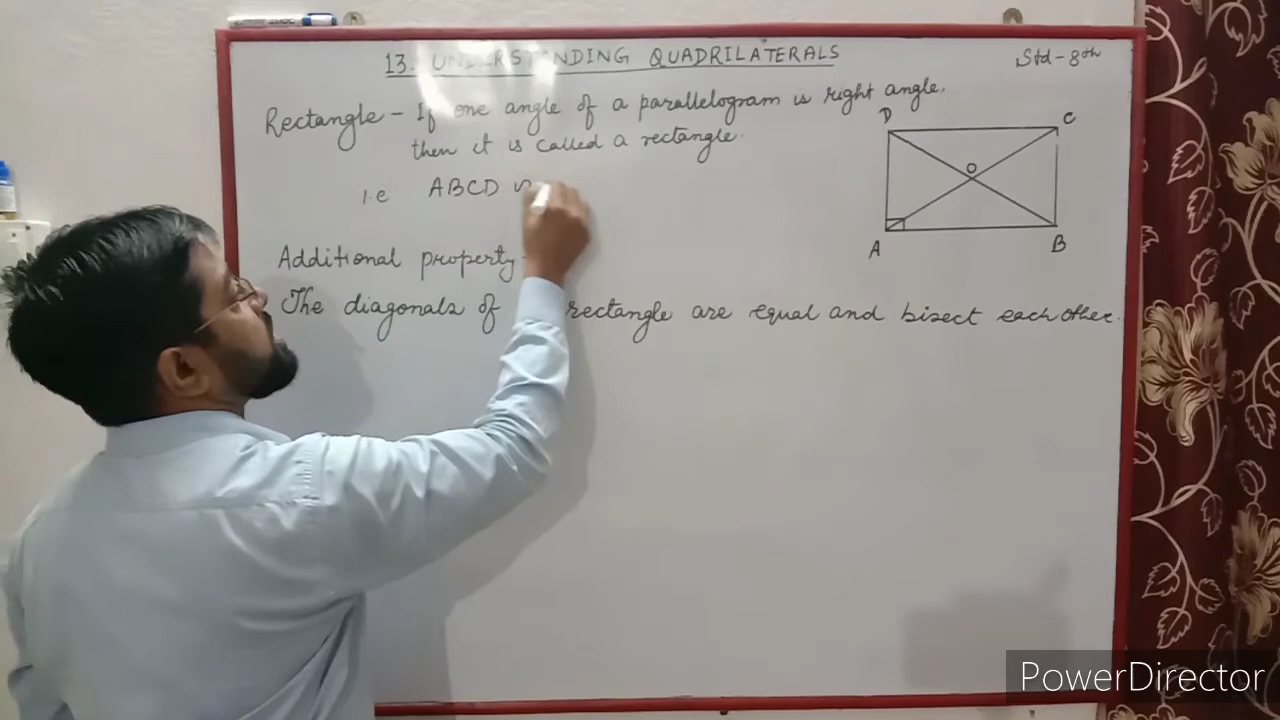 13. UNDERSTANDING QUADRILATERALS
Std - 8th
Rectangle - If one angle of a parallelogram is right angle.
then it is called a rectangle.
D C
O
A B
i.e ABCD
Additional property-
The diagonals of rectangle are equal and bisect each other.
PowerDirector